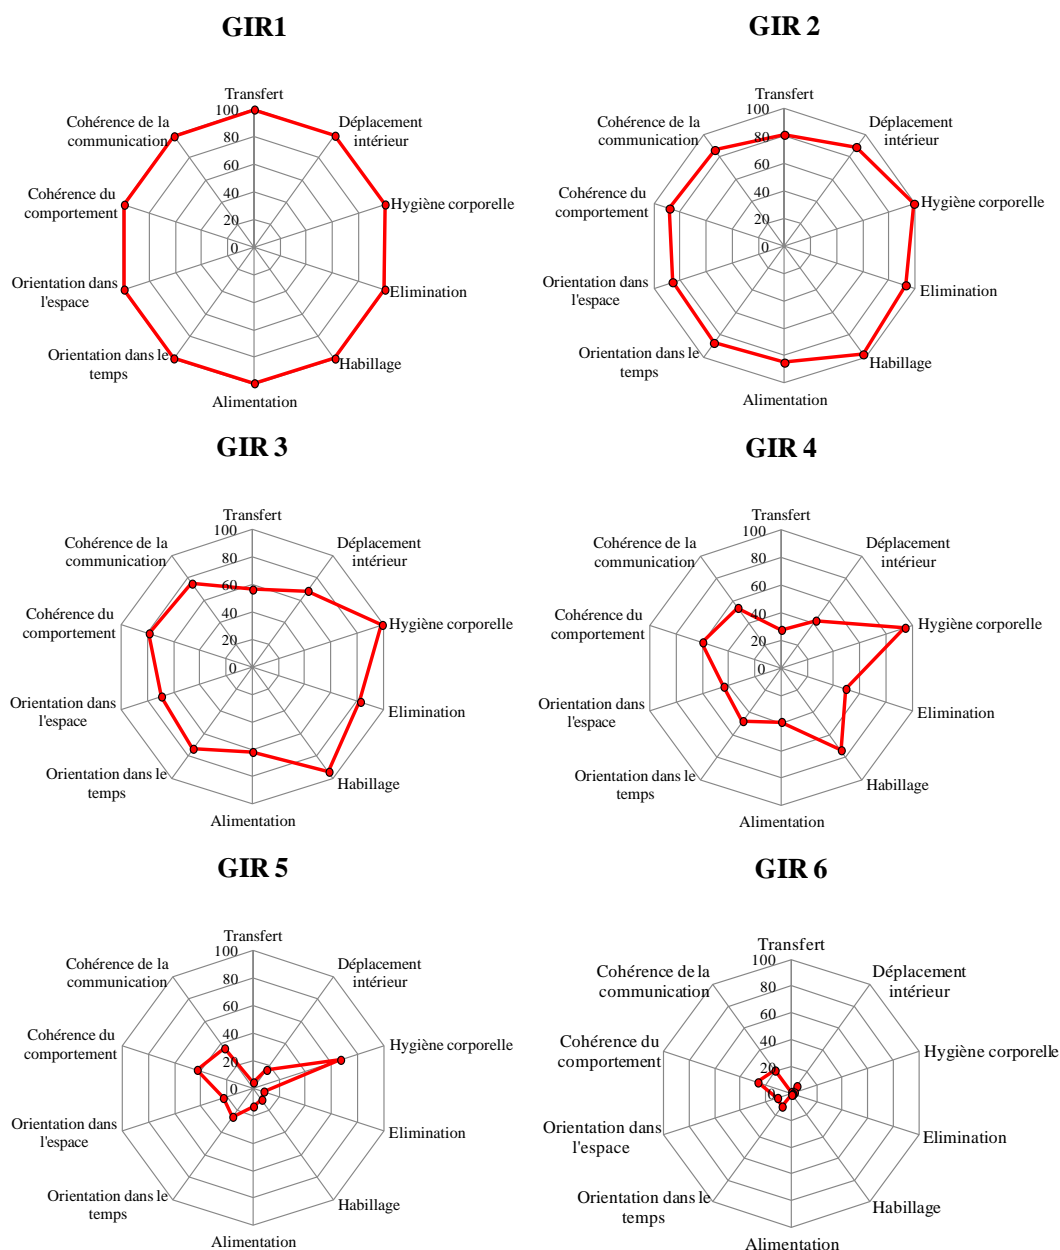 GIR1
Transfert
Déplacement
intérieur
Hygiène corporelle
Elimination
Habillage
Alimentation
Orientation dans le
temps
Orientation dans
l'espace
Cohérence du
comportement
Cohérence de la
communication
100
80
60
40
20
0
GIR 2
Transfert
Déplacement
intérieur
Hygiène corporelle
Elimination
Habillage
Alimentation
Orientation dans le
temps
Orientation dans
l'espace
Cohérence du
comportement
Cohérence de la
communication
100
80
60
40
20
0
GIR 3
Transfert
Déplacement
intérieur
Hygiène corporelle
Elimination
Habillage
Alimentation
Orientation dans le
temps
Orientation dans
l'espace
Cohérence du
comportement
Cohérence de la
communication
100
80
60
40
20
0
GIR 4
Transfert
Déplacement
intérieur
Hygiène corporelle
Elimination
Habillage
Alimentation
Orientation dans le
temps
Orientation dans
l'espace
Cohérence du
comportement
Cohérence de la
communication
100
80
60
40
20
0
GIR 5
Transfert
Déplacement
intérieur
Hygiène corporelle
Elimination
Habillage
Alimentation
Orientation dans le
temps
Orientation dans
l'espace
Cohérence du
comportement
Cohérence de la
communication
100
80
60
40
20
0
GIR 6
Transfert
Déplacement
intérieur
Hygiène corporelle
Elimination
Habillage
Alimentation
Orientation dans le
temps
Orientation dans
l'espace
Cohérence du
comportement
Cohérence de la
communication
100
80
60
40
20
0